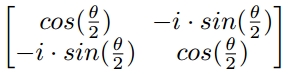 cos(θ/2) −i · sin(θ/2)
−i · sin(θ/2) cos(θ/2)